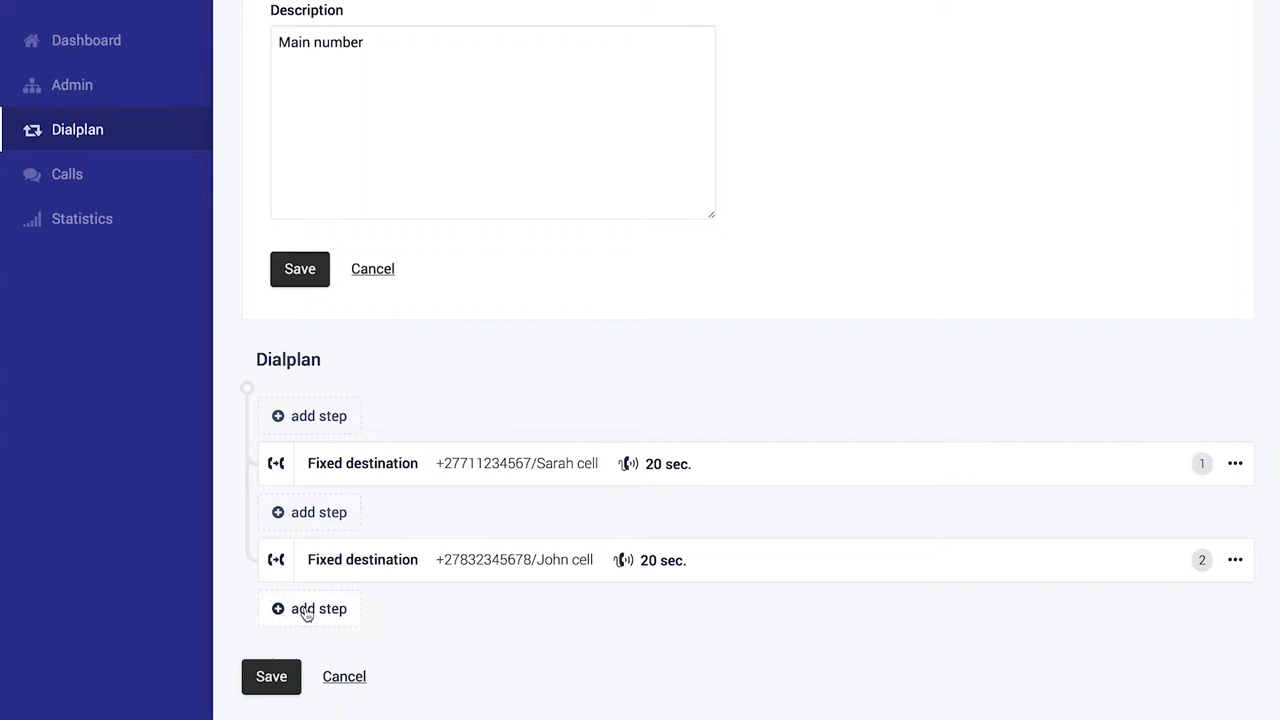 Dashboard
Admin
Dialplan
Calls
Statistics
Description
Main number
Save Cancel
Dialplan
add step
Fixed destination +27711234567/Sarah cell 20 sec. 1
add step
Fixed destination +27832345678/John cell 20 sec. 2
add step
Save Cancel